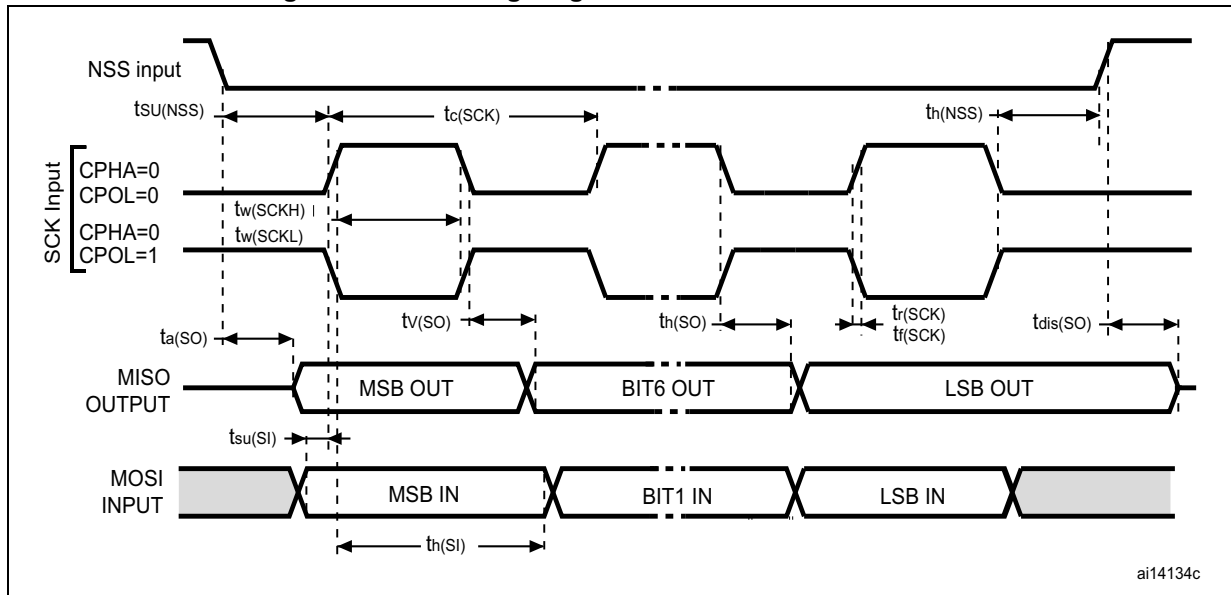 NSS input
tSU(NSS)
tc(SCK)
th(NSS)
SCK Input
CPHA=0
CPOL=0
tw(SCKH)
CPHA=0
tw(SCKL)
CPOL=1
tV(SO)
th(SO)
tr(SCK)
tf(SCK)
ta(SO)
tdis(SO)
MISO
OUTPUT
MSB OUT
BIT6 OUT
LSB OUT
tsu(SI)
MOSI
INPUT
MSB IN
BIT1 IN
LSB IN
th(SI)
ai14134c